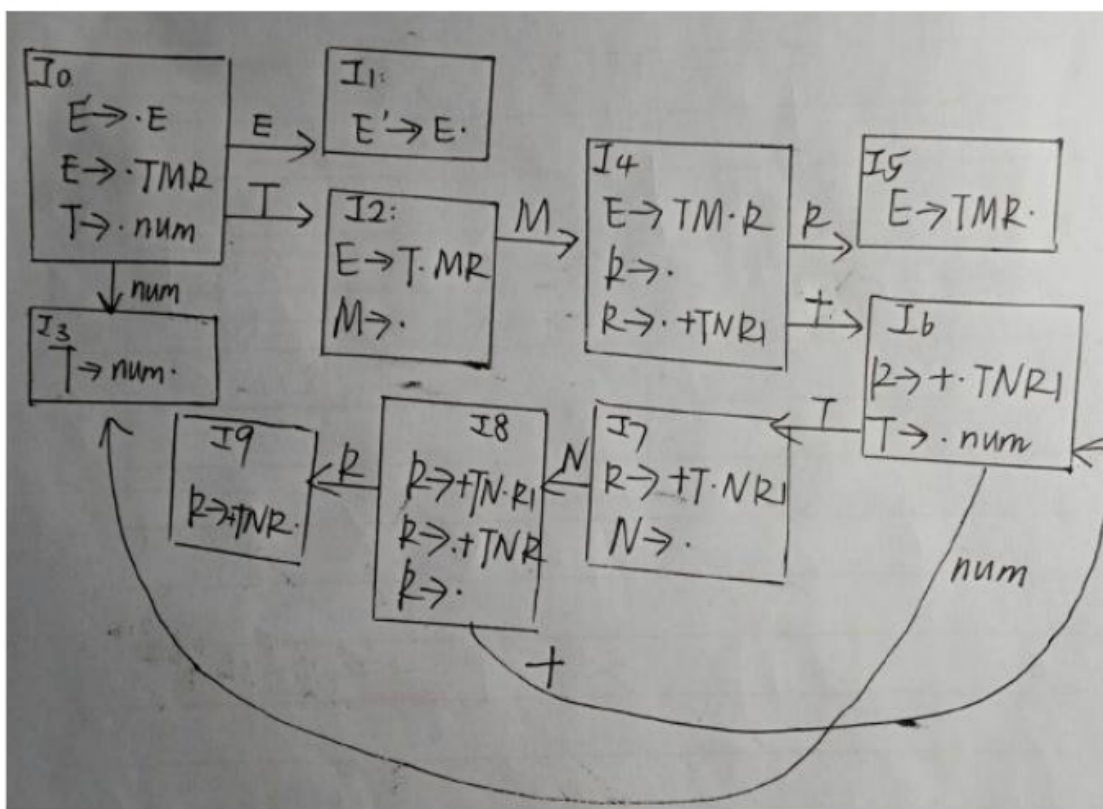 I0
E'→·E
E→·TMR
T→·num
E
T
num
I1:
E'→E·
I2:
E→T·MR
M→·
M
I3
T→num·
I4
E→TM·R
R→·
R→·+TNR1
R
+
I5
E→TMR·
I6
R→+·TNR1
T→·num
T
num
I7
R→+T·NR1
N→·
N
I8
R→+TN·R1
R→·+TNR
R→·
R
+
I9
R→+TNR·